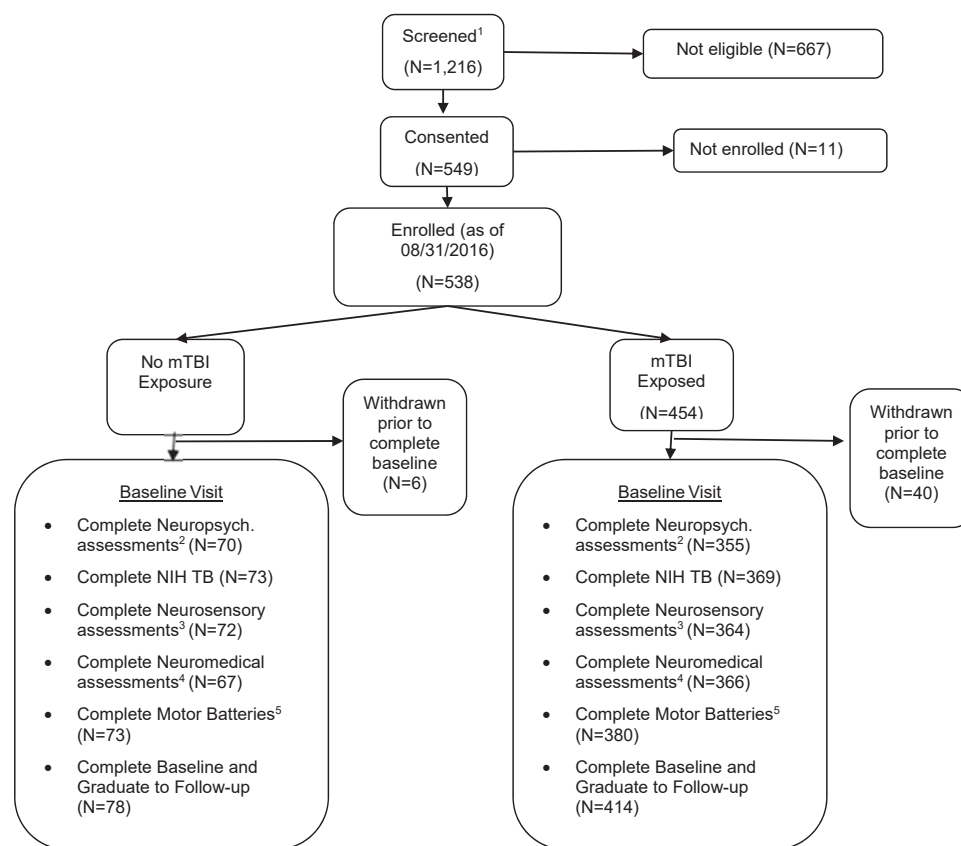 Screened1
(N=1,216)
Not eligible (N=667)
Consented
(N=549)
Not enrolled (N=11)
Enrolled (as of
08/31/2016)
(N=538)
No mTBI
Exposure
Withdrawn
prior to
complete
baseline
(N=6)
mTBI
Exposed
(N=454)
Withdrawn
prior to
complete
baseline
(N=40)
Baseline Visit
• Complete Neuropsych.
assessments2 (N=70)
• Complete NIH TB (N=73)
• Complete Neurosensory
assessments3 (N=72)
• Complete Neuromedical
assessments4 (N=67)
• Complete Motor Batteries5
(N=73)
• Complete Baseline and
Graduate to Follow-up
(N=78)
Baseline Visit
• Complete Neuropsych.
assessments2 (N=355)
• Complete NIH TB (N=369)
• Complete Neurosensory
assessments3 (N=364)
• Complete Neuromedical
assessments4 (N=366)
• Complete Motor Batteries5
(N=380)
• Complete Baseline and
Graduate to Follow-up
(N=414)